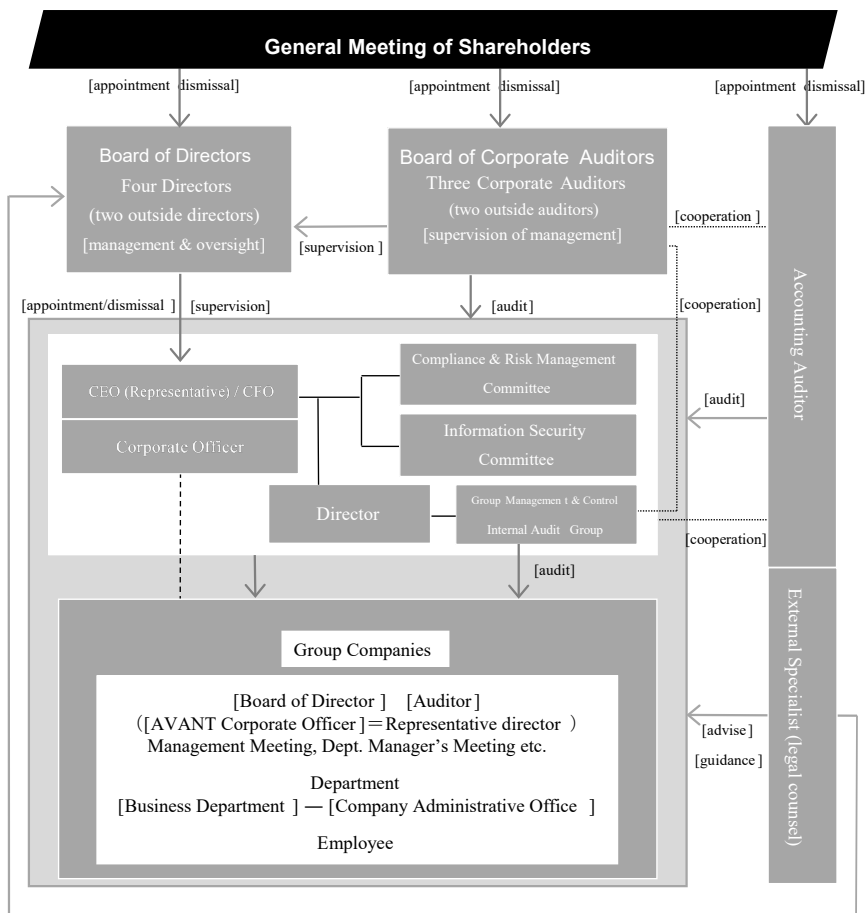 General Meeting of Shareholders
[appointment dismissal]
[appointment dismissal]
[appointment dismissal]
Board of Directors
Four Directors
(two outside directors)
[management & oversight]
Board of Corporate Auditors
Three Corporate Auditors
(two outside auditors)
[supervision of management]
[supervision ]
[cooperation ]
[cooperation]
Accounting Auditor
[appointment/dismissal ]
[supervision]
[audit]
CEO (Representative) / CFO
Corporate Officer
Compliance & Risk Management
Committee
Information Security
Committee
[audit]
Director
Group Managemen t & Control
Internal Audit Group
[cooperation]
[audit]
Group Companies
[Board of Director ] [Auditor]
([AVANT Corporate Officer]=Representative director )
Management Meeting, Dept. Manager's Meeting etc.
Department
[Business Department ] — [Company Administrative Office ]
Employee
External Specialist (legal counsel)
[advise]
[guidance ]